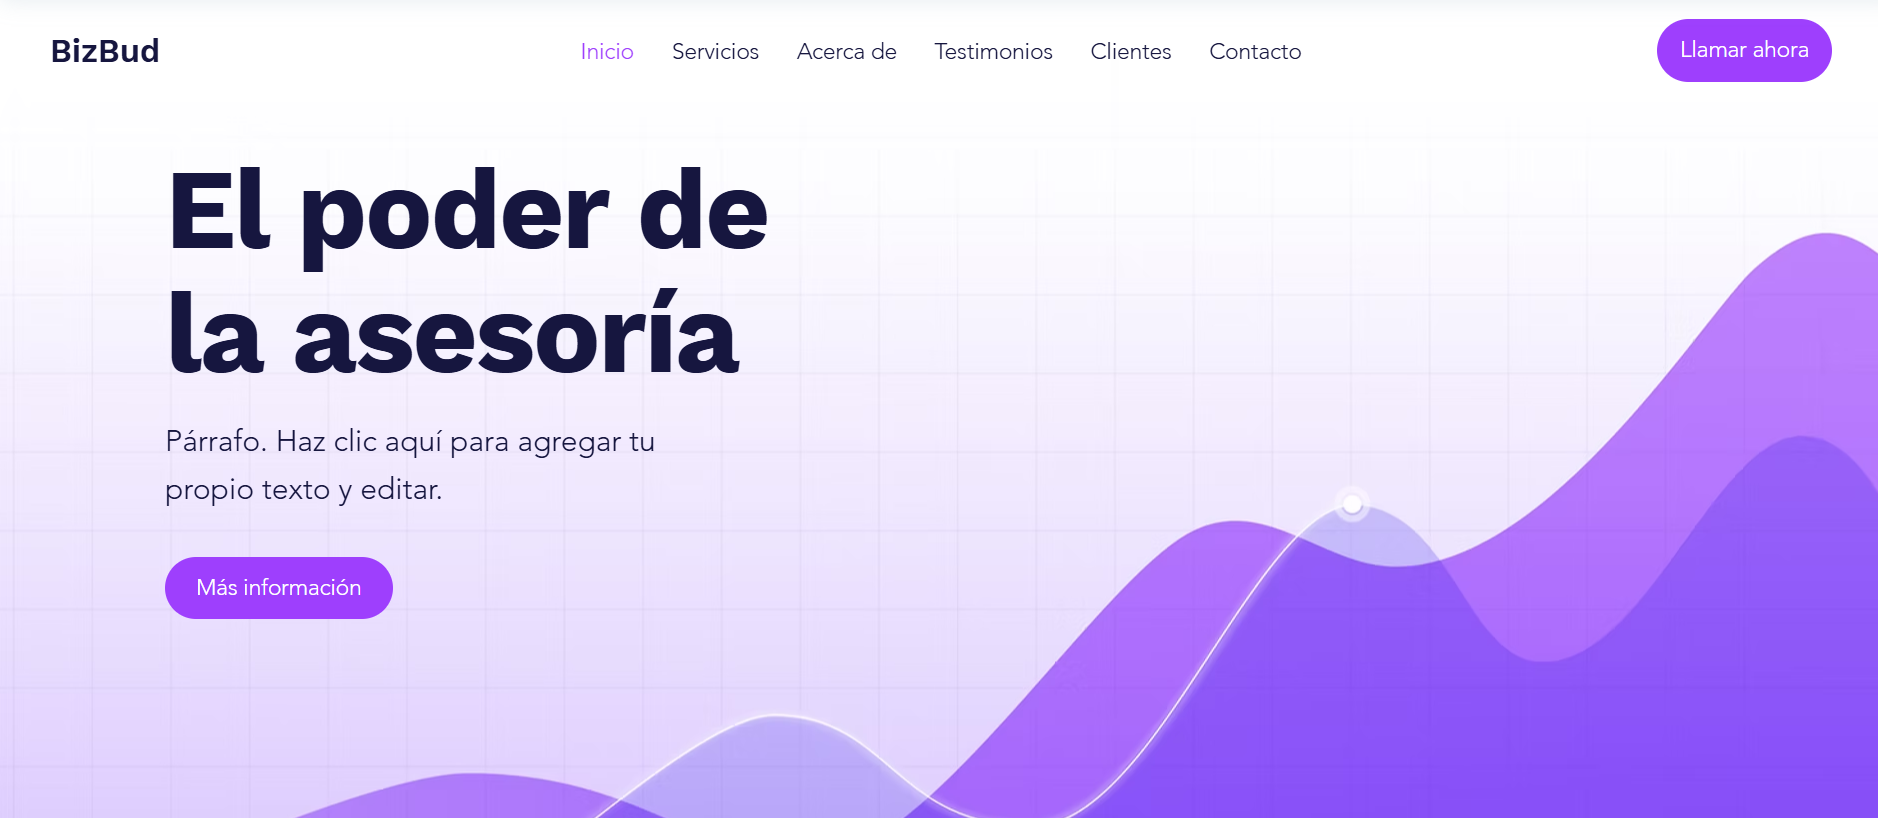 BizBud
Inicio Servicios Acerca de Testimonios Clientes Contacto
Llamar ahora
El poder de
la asesoría
Párrafo. Haz clic aquí para agregar tu
propio texto y editar.
Más información